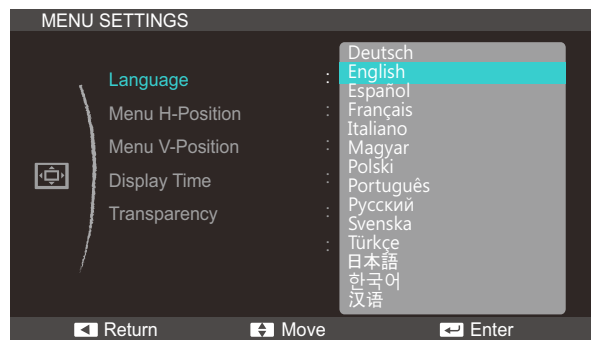 MENU SETTINGS
Language :
Menu H-Position :
Menu V-Position :
Display Time :
Transparency :
:
Deutsch
English
Español
Français
Italiano
Magyar
Polski
Português
Русский
Svenska
Türkçe
日本語
한국어
汉语
Return Move Enter